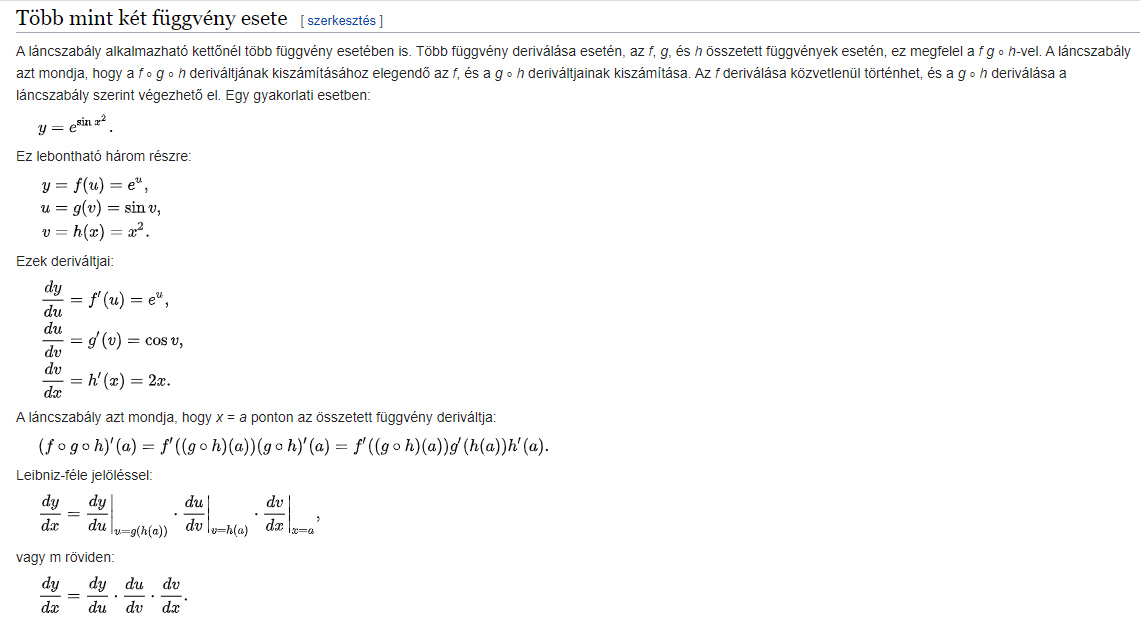 Több mint két függvény esete [ szerkesztés ]
A láncszabály alkalmazható kettőnél több függvény esetében is. Több függvény deriválása esetén, az f, g, és h összetett függvények esetén, ez megfelel a f g ∘ h-vel. A láncszabály
azt mondja, hogy a f ∘ g ∘ h deriváltjának kiszámításához elegendő az f, és a g ∘ h deriváltjainak kiszámítása. Az f deriválása közvetlenül történhet, és a g ∘ h deriválása a
láncszabály szerint végezhető el. Egy gyakorlati esetben:
y = e^{sin x^2}.
Ez lebontható három részre:
y = f(u) = e^u,
u = g(v) = sin v,
v = h(x) = x^2.
Ezek deriváltjai:
dy/du = f′(u) = e^u,
du/dv = g′(v) = cos v,
dv/dx = h′(x) = 2x.
A láncszabály azt mondja, hogy x = a ponton az összetett függvény deriváltja:
(f ∘ g ∘ h)′(a) = f′((g ∘ h)(a))(g ∘ h)′(a) = f′((g ∘ h)(a))g′(h(a))h′(a).
Leibniz-féle jelöléssel:
dy/dx = dy/du|_{u=g(h(a))} · du/dv|_{v=h(a)} · dv/dx|_{x=a},
vagy m röviden:
dy/dx = dy/du · du/dv · dv/dx.